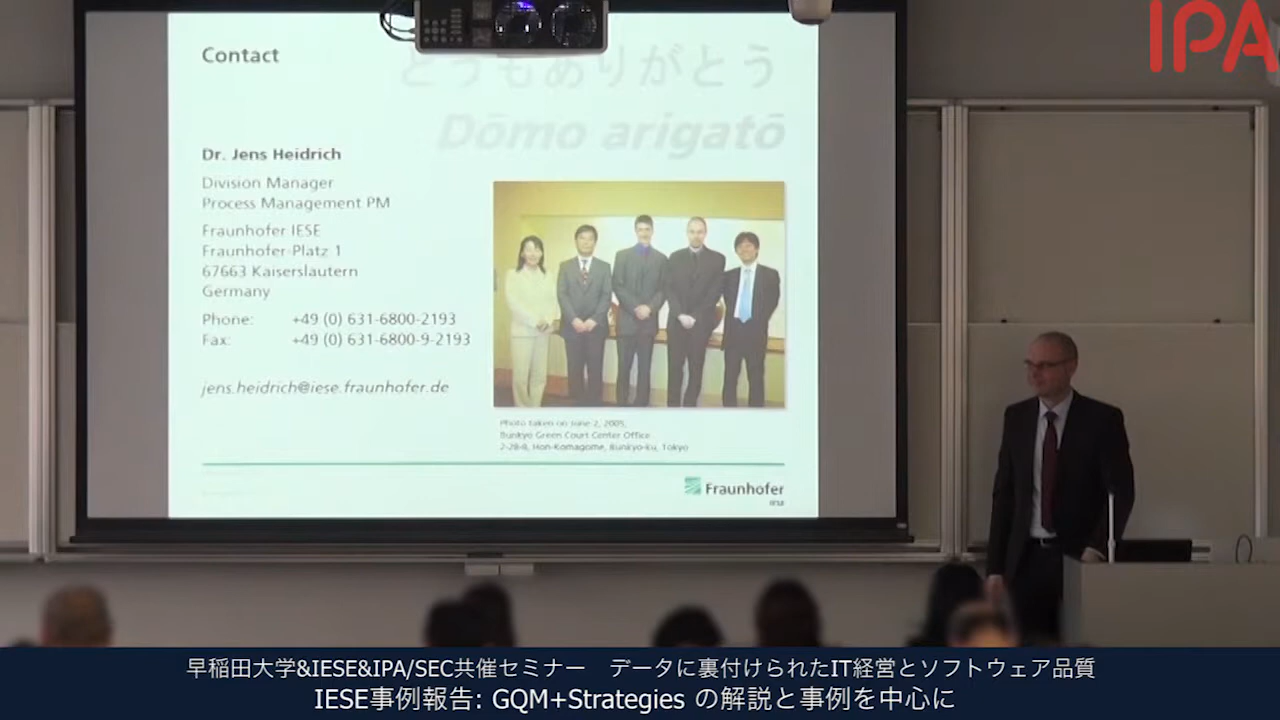 IPA
Contact
どうもありがとう
Dōmo arigatō
Dr. Jens Heidrich
Division Manager
Process Management PM
Fraunhofer IESE
Fraunhofer-Platz 1
67663 Kaiserslautern
Germany
Phone: +49 (0) 631-6800-2193
Fax: +49 (0) 631-6800-9-2193
jens.heidrich@iese.fraunhofer.de
Photo taken on June 2, 2005,
Bunkyo Green Court Center Office
2-28-8, Hon-Komagome, Bunkyo-ku, Tokyo
Fraunhofer
早稲田大学&IESE&IPA/SEC共催セミナー　データに裏付けられたIT経営とソフトウェア品質
IESE事例報告: GQM+Strategies の解説と事例を中心に